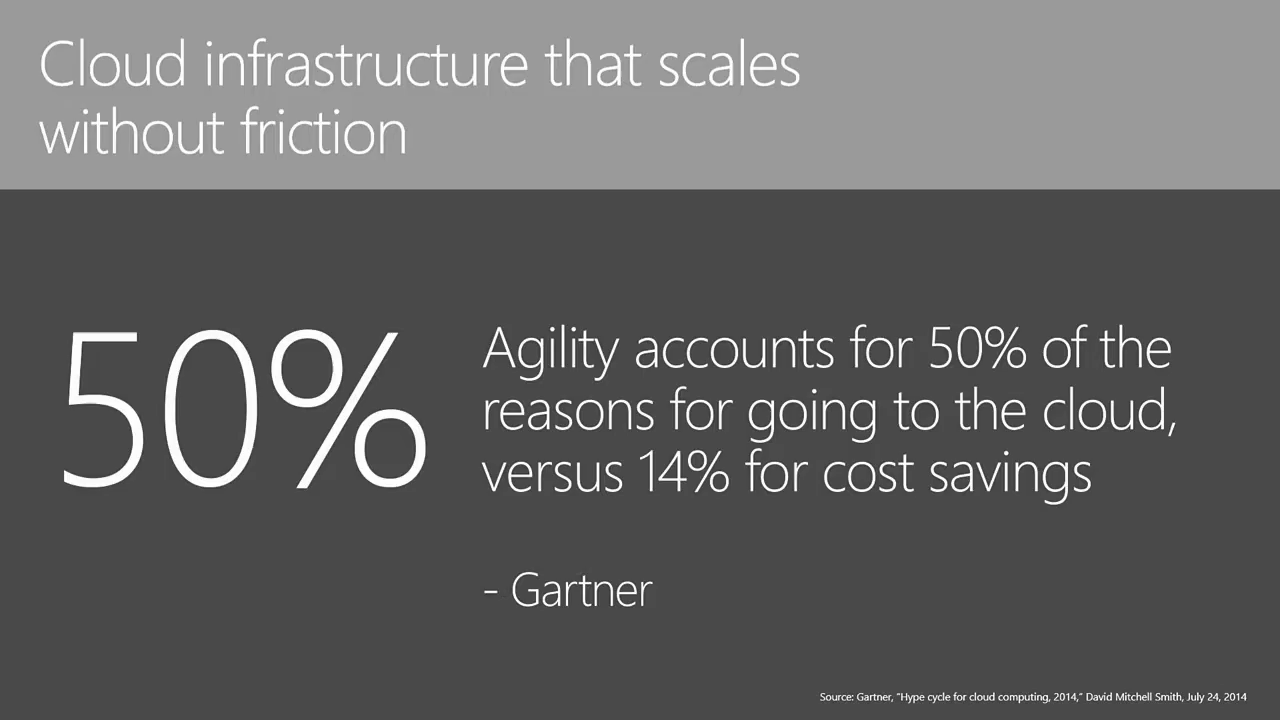 Cloud infrastructure that scales
without friction
50%
Agility accounts for 50% of the
reasons for going to the cloud,
versus 14% for cost savings
- Gartner
Source: Gartner, “Hype cycle for cloud computing, 2014,” David Mitchell Smith, July 24, 2014